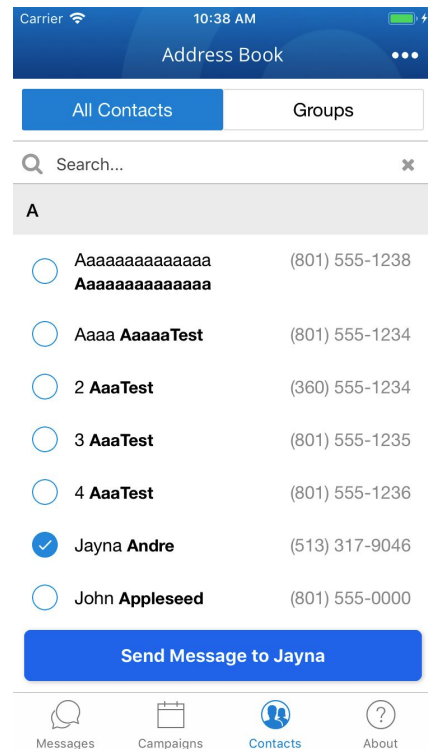 Carrier 10:38 AM
Address Book
All Contacts Groups
Search...
A
Aaaaaaaaaaaaaa (801) 555-1238
Aaaaaaaaaaaaaa
Aaaa AaaaaTest (801) 555-1234
2 AaaTest (360) 555-1234
3 AaaTest (801) 555-1235
4 AaaTest (801) 555-1236
Jayna Andre (513) 317-9046
John Appleseed (801) 555-0000
Send Message to Jayna
Messages Campaigns Contacts About